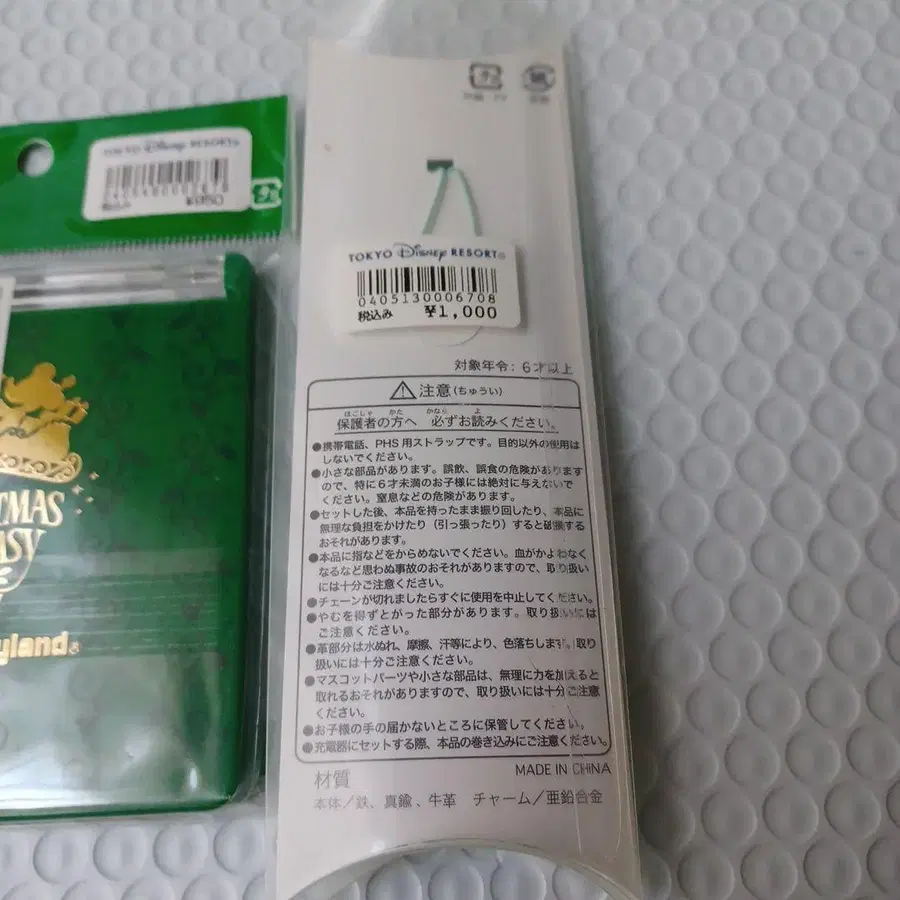 TOKYO Disney RESORT®
¥850
プラ
TMAS
ASY
yland®
プラ
紙
TOKYO Disney RESORT®
0405130006708
税込み ¥1,000
対象年令：6才以上
注意(ちゅうい)
ほごしゃ かた かなら よ
保護者の方へ 必ずお読みください。
●携帯電話、PHS用ストラップです。目的以外の使用は
しないでください。
●小さな部品があります。誤飲、誤食の危険があります
ので、特に6才未満のお子様には絶対に与えないで
ください。窒息などの危険があります。
●セットした後、本品を持ったまま振り回したり、本品に
無理な負担をかけたり（引っ張ったり）すると破損する
おそれがあります。
●本品に指などをからめないでください。血がかよわなく
なるなど思わぬ事故のおそれがありますので、取り扱い
には十分ご注意ください。
●チェーンが切れましたらすぐに使用を中止してください。
●やむを得ずとがった部分があります。取り扱いには
ご注意ください。
●革部分は水ぬれ、摩擦、汗等により、色落ちします。取り
扱いには十分ご注意ください。
●マスコットパーツや小さな部品は、無理に力を加えると
取れるおそれがありますので、取り扱いには十分ご注意
ください。
●お子様の手の届かないところに保管してください。
●充電器にセットする際、本品の巻き込みにご注意ください。
MADE IN CHINA
材質
本体／鉄、真鍮、牛革 チャーム／亜鉛合金